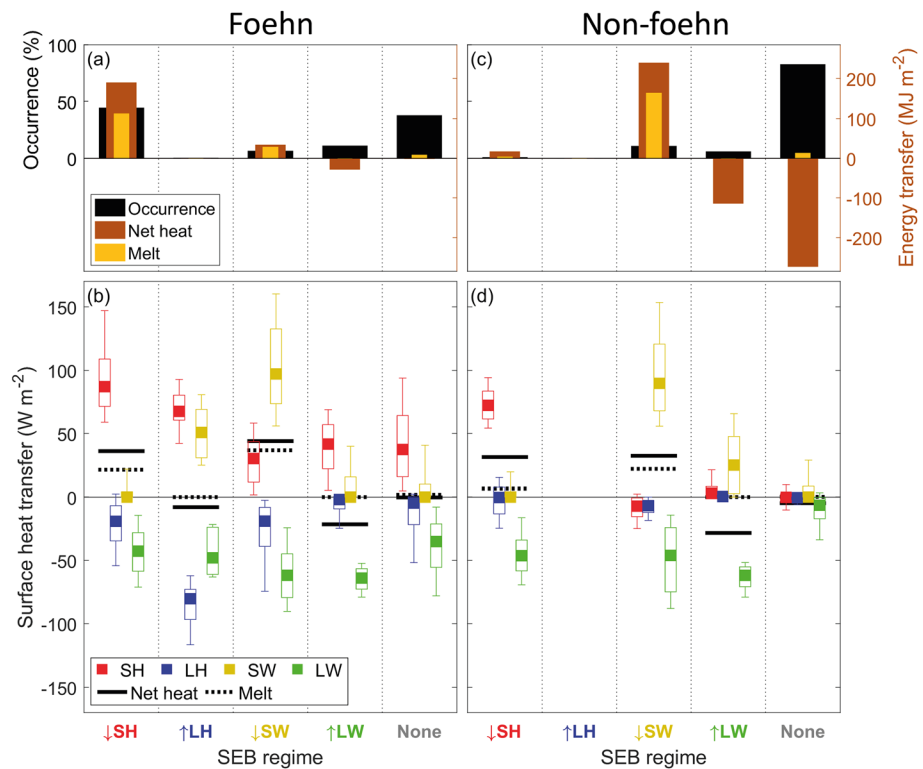 Foehn
Non-foehn
(a)
(c)
Occurrence (%)
100
50
0
Occurrence
Net heat
Melt
200
100
0
-100
-200
Energy transfer (MJ m⁻²)
(b)
(d)
Surface heat transfer (W m⁻²)
150
100
50
0
-50
-100
-150
SH LH SW LW
Net heat Melt
↓SH ↑LH ↓SW ↑LW None
SEB regime
↓SH ↑LH ↓SW ↑LW None
SEB regime